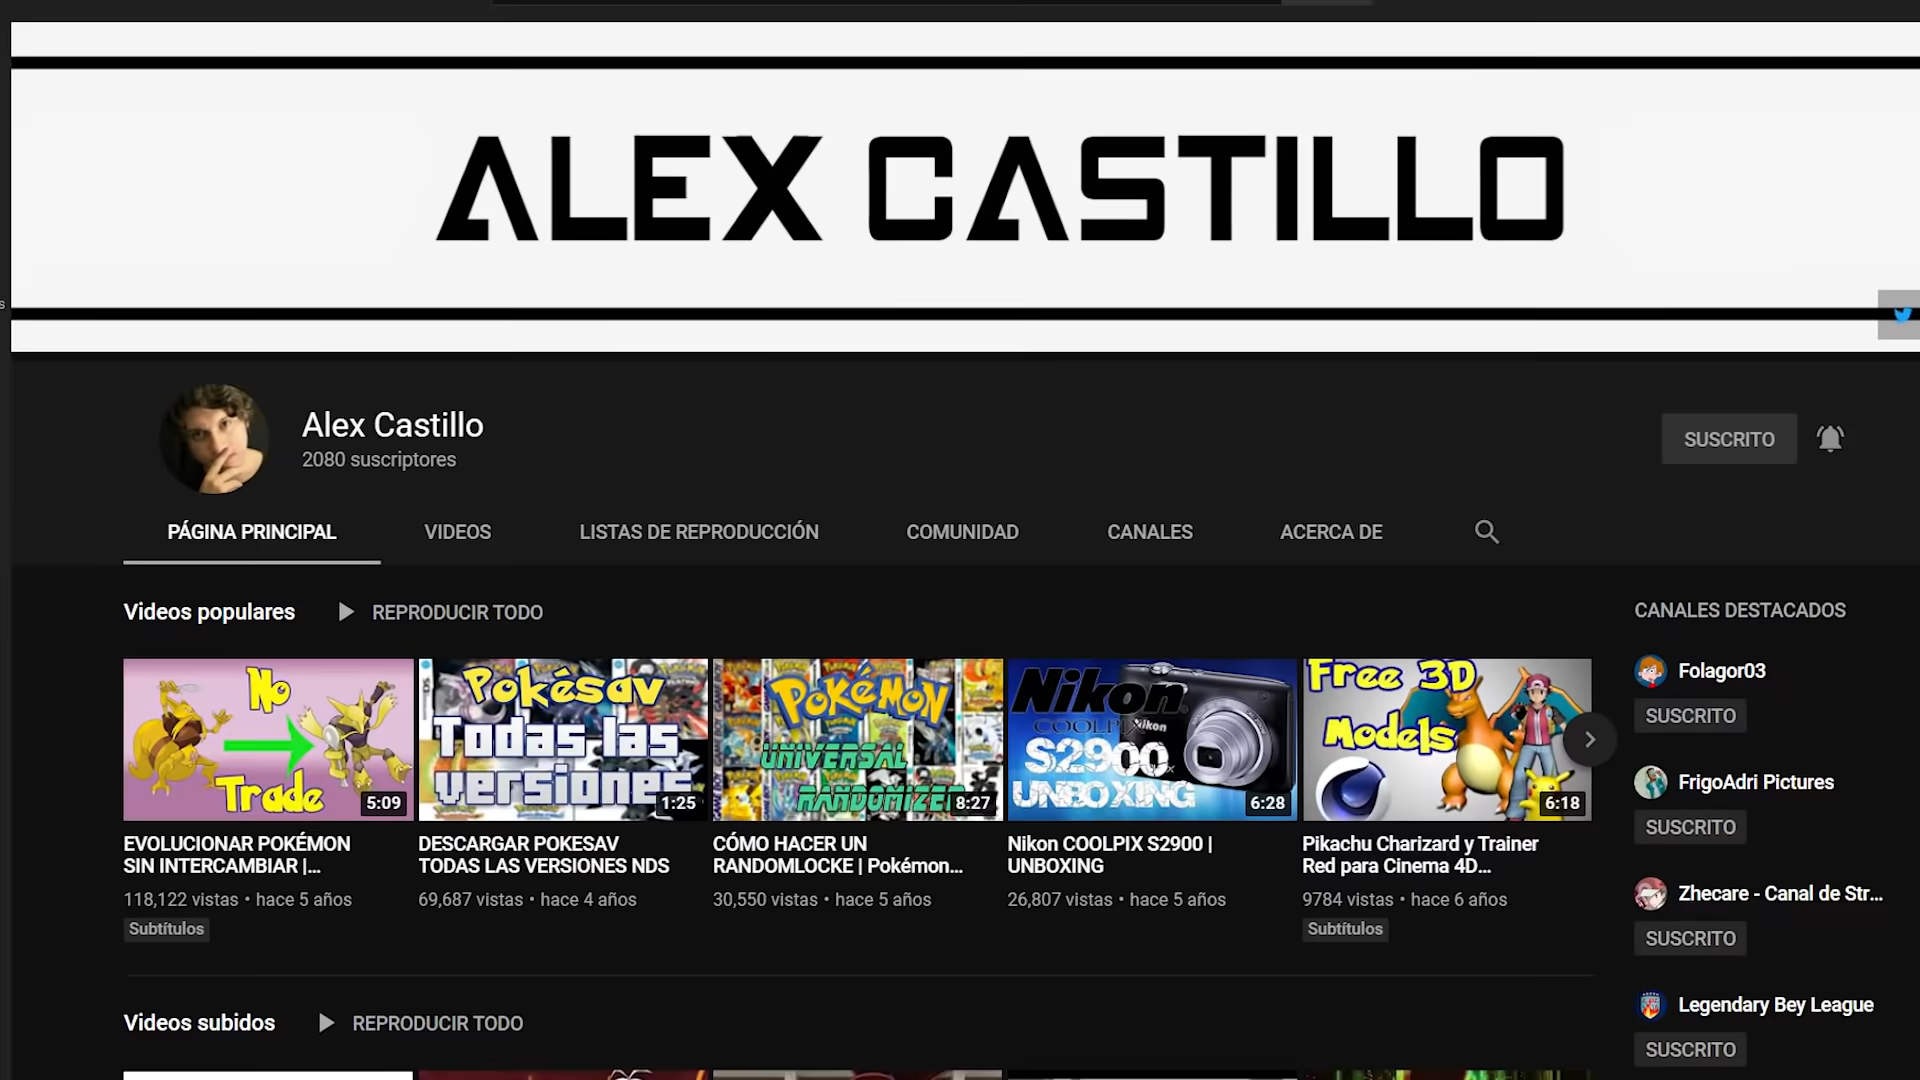 ALEX CASTILLO
s
Alex Castillo
2080 suscriptores
SUSCRITO
PÁGINA PRINCIPAL
VIDEOS
LISTAS DE REPRODUCCIÓN
COMUNIDAD
CANALES
ACERCA DE
Videos populares
REPRODUCIR TODO
No
Trade
5:09
Pokésav
Todas las
versiones
1:25
POKéMON
UNIVERSAL
RANDOMIZER
8:27
Nikon
COOLPIX
Nikon
S2900
UNBOXING
6:28
Free 3D
Models
6:18
EVOLUCIONAR POKÉMON
SIN INTERCAMBIAR |...
118,122 vistas • hace 5 años
Subtítulos
DESCARGAR POKESAV
TODAS LAS VERSIONES NDS
69,687 vistas • hace 4 años
CÓMO HACER UN
RANDOMLOCKE | Pokémon...
30,550 vistas • hace 5 años
Nikon COOLPIX S2900 |
UNBOXING
26,807 vistas • hace 5 años
Pikachu Charizard y Trainer
Red para Cinema 4D...
9784 vistas • hace 6 años
Subtítulos
CANALES DESTACADOS
Folagor03
SUSCRITO
FrigoAdri Pictures
SUSCRITO
Zhecare - Canal de Str...
SUSCRITO
Legendary Bey League
SUSCRITO
Videos subidos
REPRODUCIR TODO